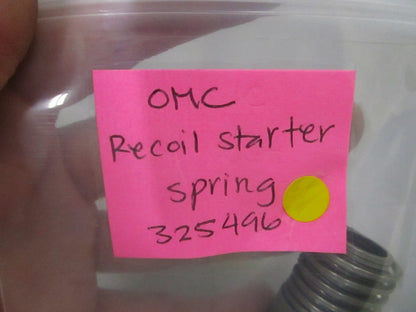 OMC
Recoil starter
spring
325496